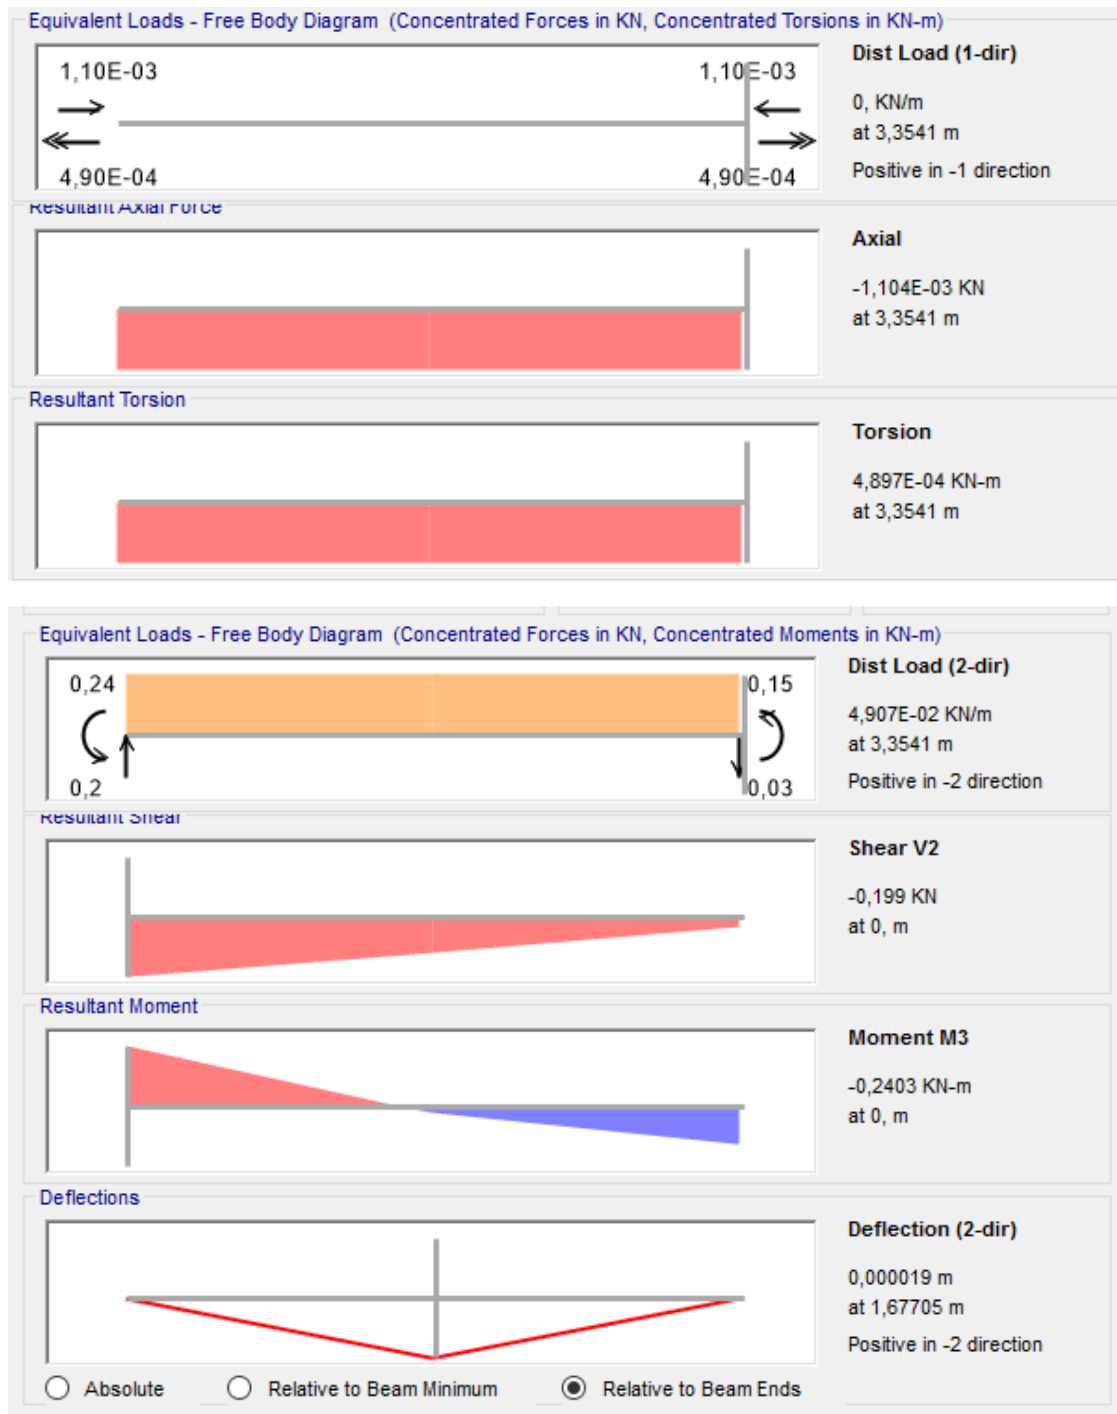 Equivalent Loads - Free Body Diagram (Concentrated Forces in KN, Concentrated Torsions in KN-m)
1,10E-03
1,10E-03
4,90E-04
4,90E-04
Dist Load (1-dir)
0, KN/m
at 3,3541 m
Positive in -1 direction
Resultant Axial Force
Axial
-1,104E-03 KN
at 3,3541 m
Resultant Torsion
Torsion
4,897E-04 KN-m
at 3,3541 m
Equivalent Loads - Free Body Diagram (Concentrated Forces in KN, Concentrated Moments in KN-m)
0,24
0,15
0,2
0,03
Dist Load (2-dir)
4,907E-02 KN/m
at 3,3541 m
Positive in -2 direction
Resultant Shear
Shear V2
-0,199 KN
at 0, m
Resultant Moment
Moment M3
-0,2403 KN-m
at 0, m
Deflections
Deflection (2-dir)
0,000019 m
at 1,67705 m
Positive in -2 direction
Absolute
Relative to Beam Minimum
Relative to Beam Ends